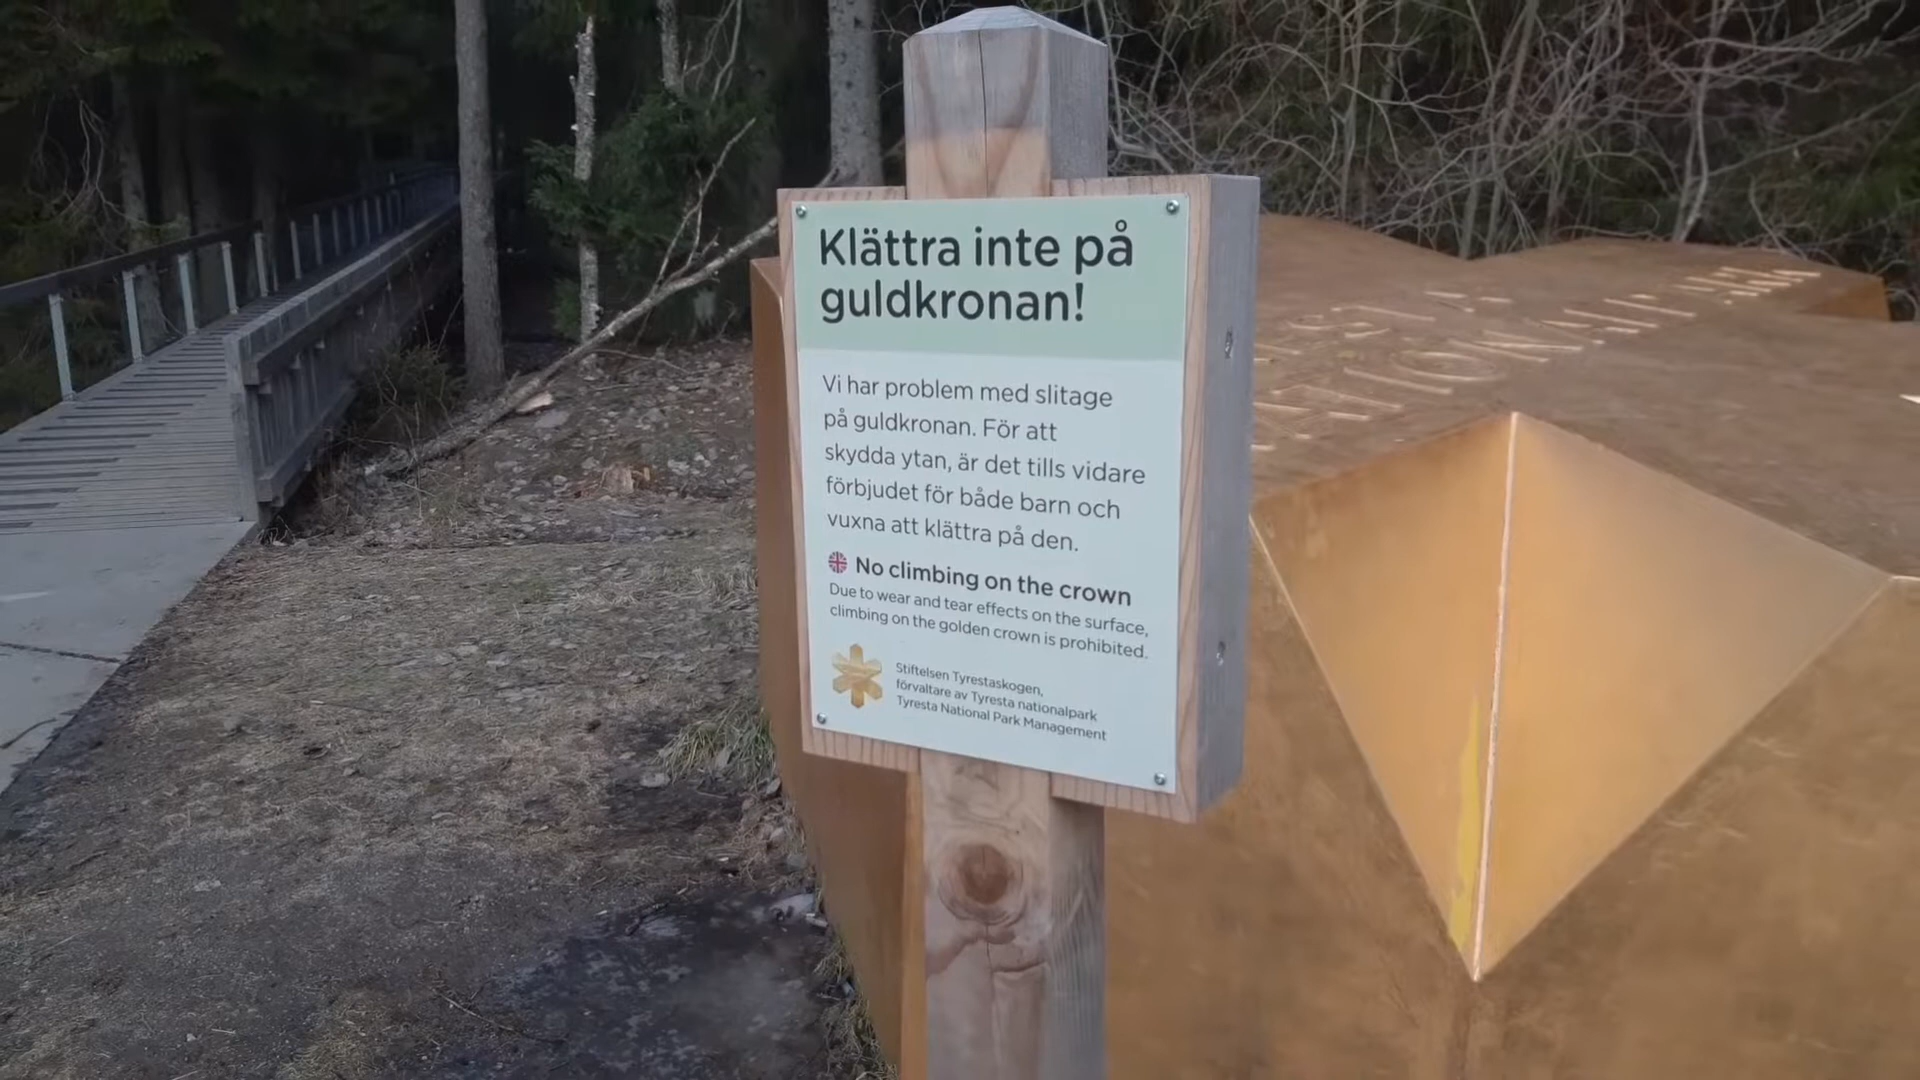 Klättra inte på
guldkronan!
Vi har problem med slitage
på guldkronan. För att
skydda ytan, är det tills vidare
förbjudet för både barn och
vuxna att klättra på den.
No climbing on the crown
Due to wear and tear effects on the surface,
climbing on the golden crown is prohibited.
Stiftelsen Tyrestaskogen,
förvaltare av Tyresta nationalpark
Tyresta National Park Management